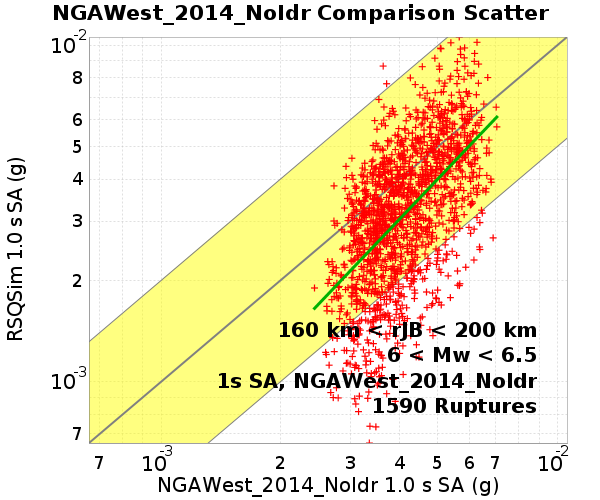 NGAWest_2014_NoIdr Comparison Scatter
10-2
8
6
5
4
3
2
10-3
7
RSQSim 1.0 s SA (g)
160 km < rJB < 200 km
6 < Mw < 6.5
1s SA, NGAWest_2014_NoIdr
1590 Ruptures
7 10-3 2 3 4 5 6 7 10-2
NGAWest_2014_NoIdr 1.0 s SA (g)